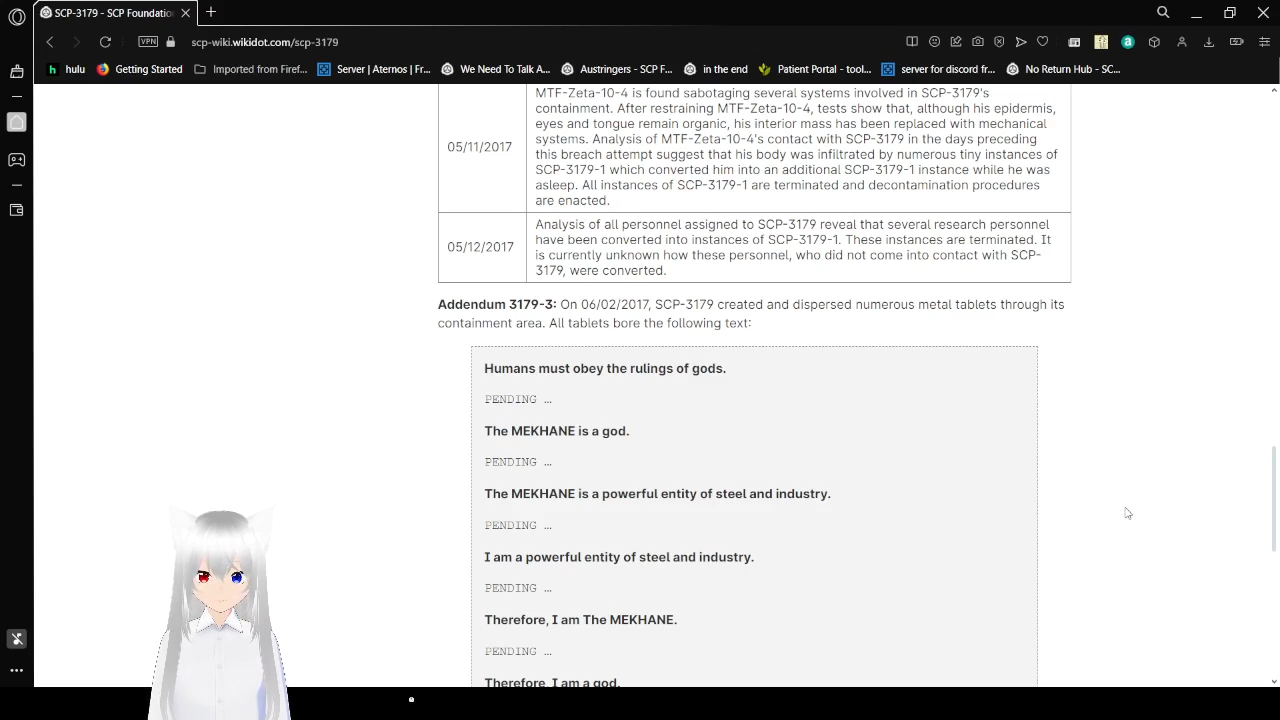 SCP-3179 - SCP Foundation
scp-wiki.wikidot.com/scp-3179
VPN
hulu
Getting Started
Imported from Firef...
Server | Aternos | Fr...
We Need To Talk A...
Austringers - SCP F...
in the end
Patient Portal - tool...
server for discord fr...
No Return Hub - SC...
05/11/2017
MTF-Zeta-10-4 is found sabotaging several systems involved in SCP-3179's
containment. After restraining MTF-Zeta-10-4, tests show that, although his epidermis,
eyes and tongue remain organic, his interior mass has been replaced with mechanical
systems. Analysis of MTF-Zeta-10-4's contact with SCP-3179 in the days preceding
this breach attempt suggest that his body was infiltrated by numerous tiny instances of
SCP-3179-1 which converted him into an additional SCP-3179-1 instance while he was
asleep. All instances of SCP-3179-1 are terminated and decontamination procedures
are enacted.
05/12/2017
Analysis of all personnel assigned to SCP-3179 reveal that several research personnel
have been converted into instances of SCP-3179-1. These instances are terminated. It
is currently unknown how these personnel, who did not come into contact with SCP-
3179, were converted.
Addendum 3179-3: On 06/02/2017, SCP-3179 created and dispersed numerous metal tablets through its
containment area. All tablets bore the following text:
Humans must obey the rulings of gods.
PENDING …
The MEKHANE is a god.
PENDING …
The MEKHANE is a powerful entity of steel and industry.
PENDING …
I am a powerful entity of steel and industry.
PENDING …
Therefore, I am The MEKHANE.
PENDING …
Therefore, I am a god.